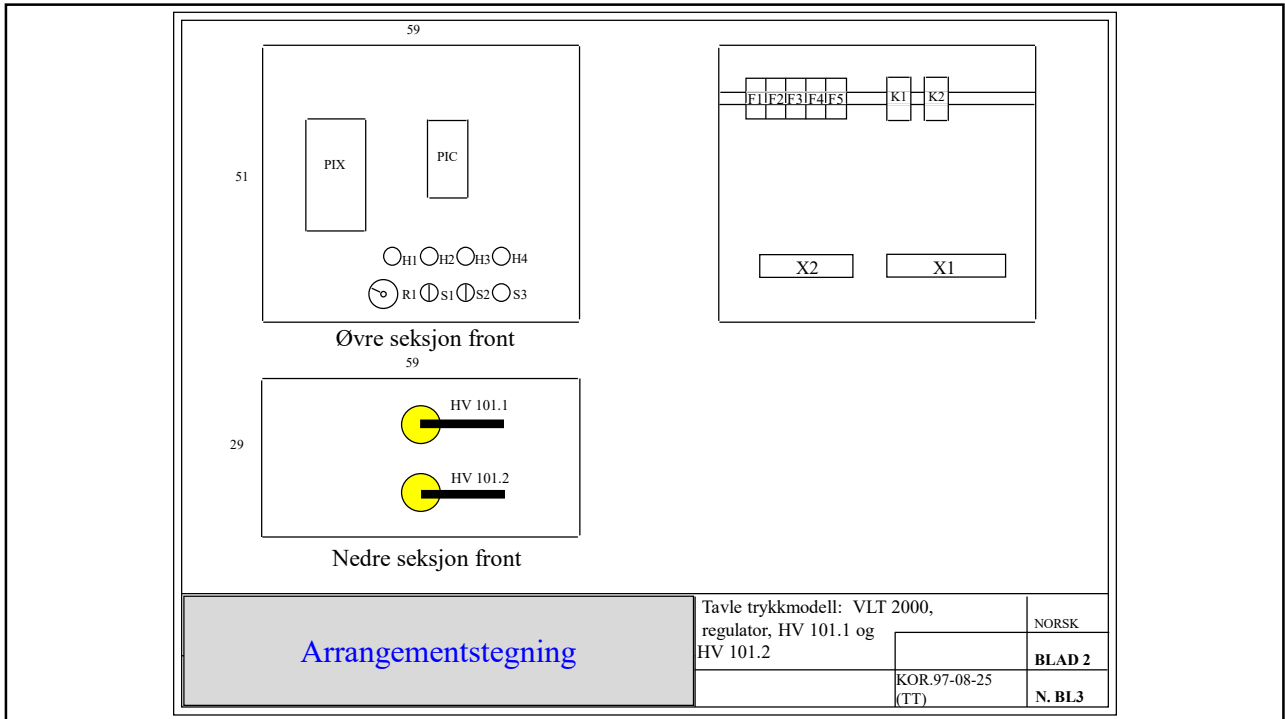 59
51
PIX
PIC
H1 H2 H3 H4
R1 S1 S2 S3
Øvre seksjon front
F1 F2 F3 F4 F5
K1 K2
X2 X1
59
29
HV 101.1
HV 101.2
Nedre seksjon front
Arrangementstegning
Tavle trykkmodell: VLT 2000,
regulator, HV 101.1 og
HV 101.2
NORSK
BLAD 2
KOR.97-08-25
(TT)
N. BL3